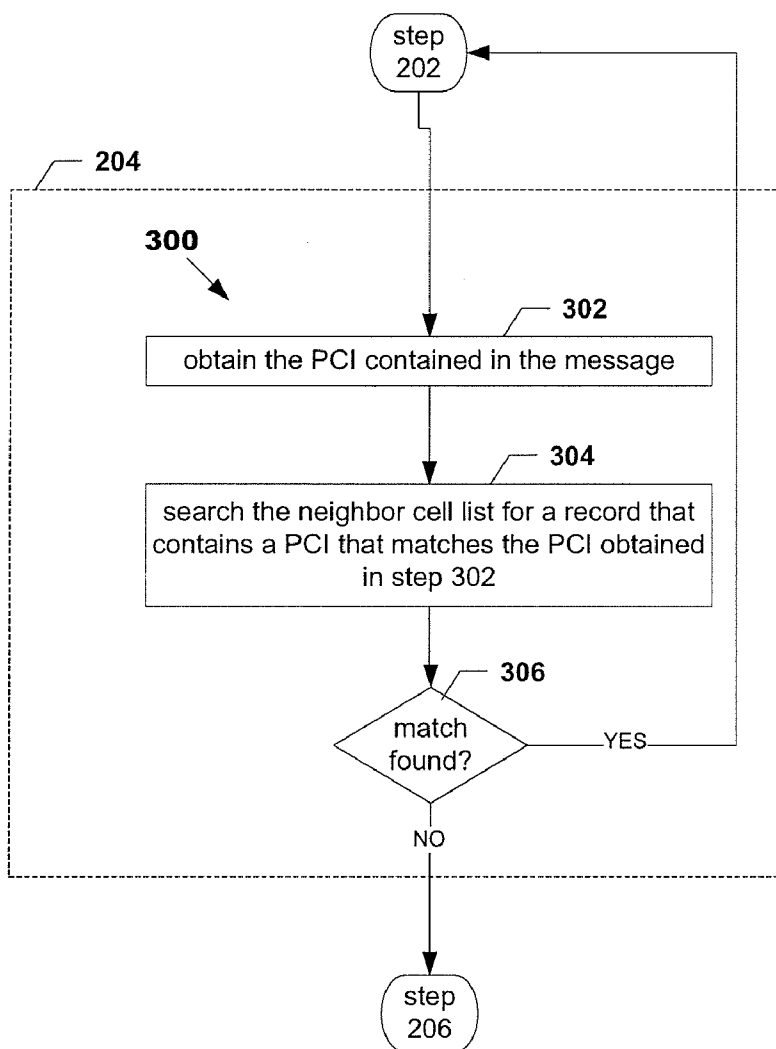 step
202
204
300
302
obtain the PCI contained in the message
304
search the neighbor cell list for a record that
contains a PCI that matches the PCI obtained
in step 302
306
match
found?
YES
NO
step
206